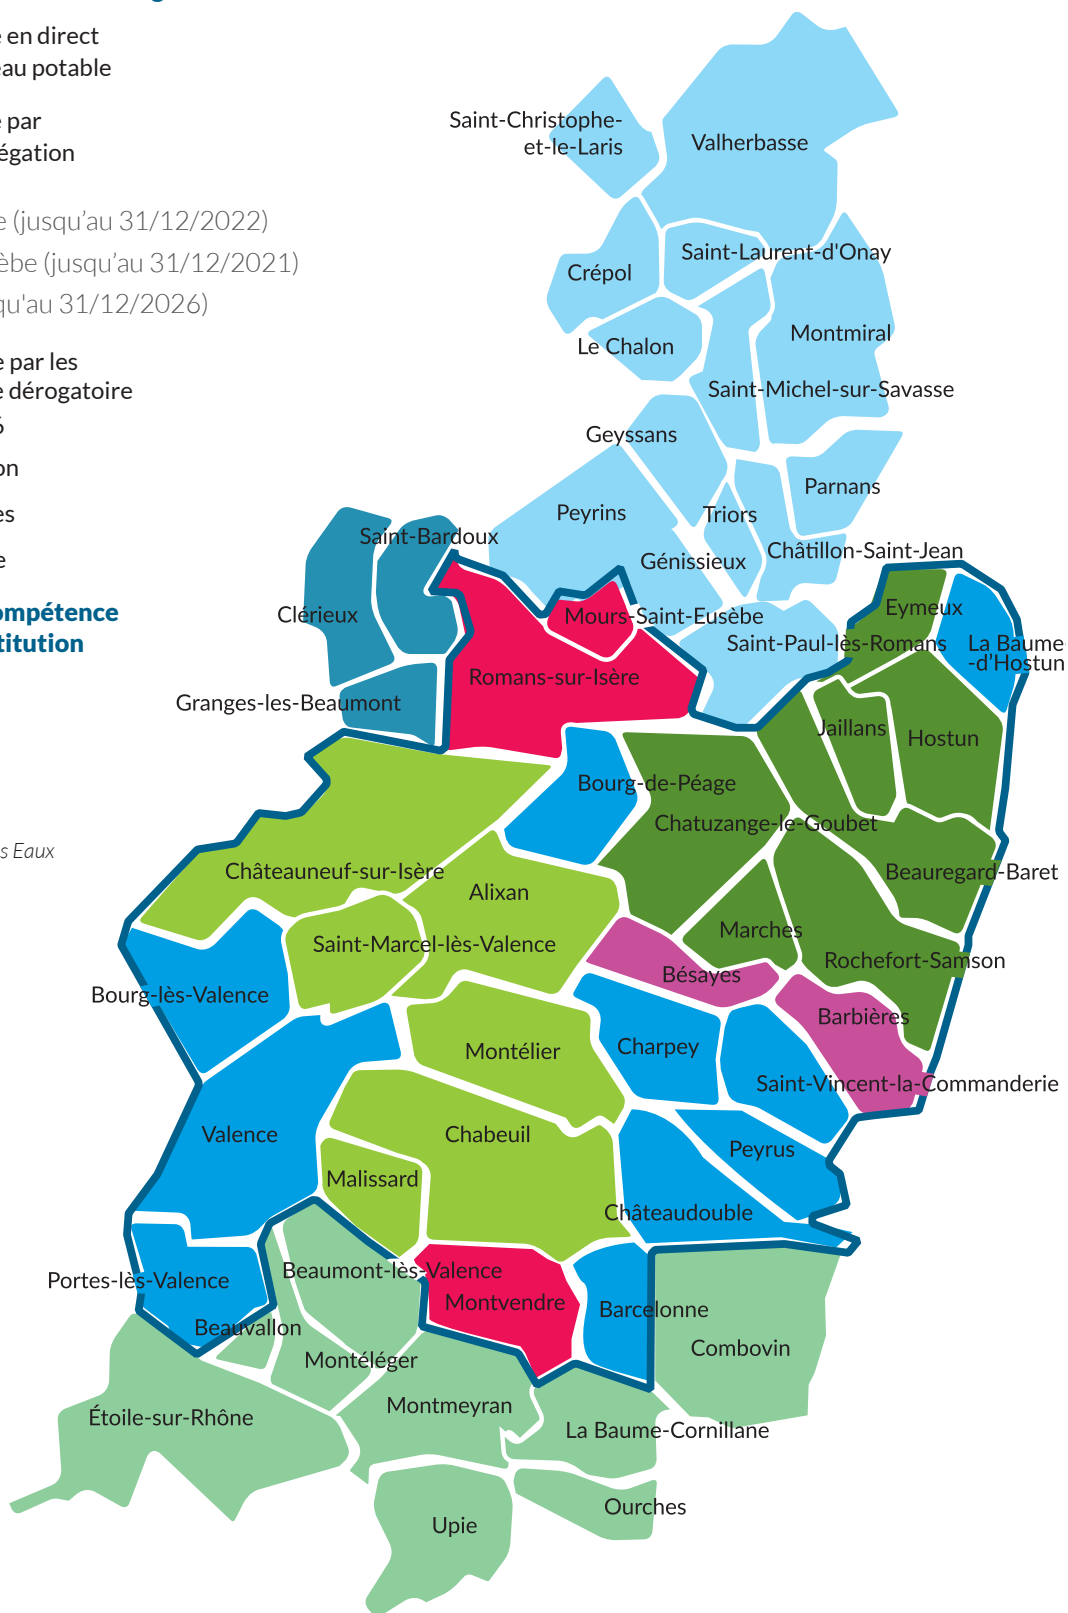 e en direct
eau potable
e par
égation
e (jusqu’au 31/12/2022)
èbe (jusqu’au 31/12/2021)
qu'au 31/12/2026)
e par les
e dérogatoire
6
on
es
e
ompétence
titution
s Eaux
Saint-Christophe-
et-le-Laris
Valherbasse
Crépol
Saint-Laurent-d'Onay
Le Chalon
Montmiral
Saint-Michel-sur-Savasse
Geyssans
Parnans
Peyrins
Triors
Saint-Bardoux
Génissieux
Châtillon-Saint-Jean
Clérieux
Mours-Saint-Eusèbe
Eymeux
Saint-Paul-lès-Romans
La Baume-
-d’Hostun
Romans-sur-Isère
Granges-les-Beaumont
Jaillans
Hostun
Bourg-de-Péage
Chatuzange-le-Goubet
Châteauneuf-sur-Isère
Alixan
Beauregard-Baret
Marches
Saint-Marcel-lès-Valence
Rochefort-Samson
Bésayes
Bourg-lès-Valence
Barbières
Charpey
Montélier
Saint-Vincent-la-Commanderie
Valence
Chabeuil
Peyrus
Malissard
Châteaudouble
Portes-lès-Valence
Beaumont-lès-Valence
Montvendre
Barcelonne
Beauvallon
Combovin
Montéléger
Montmeyran
Étoile-sur-Rhône
La Baume-Cornillane
Ourches
Upie